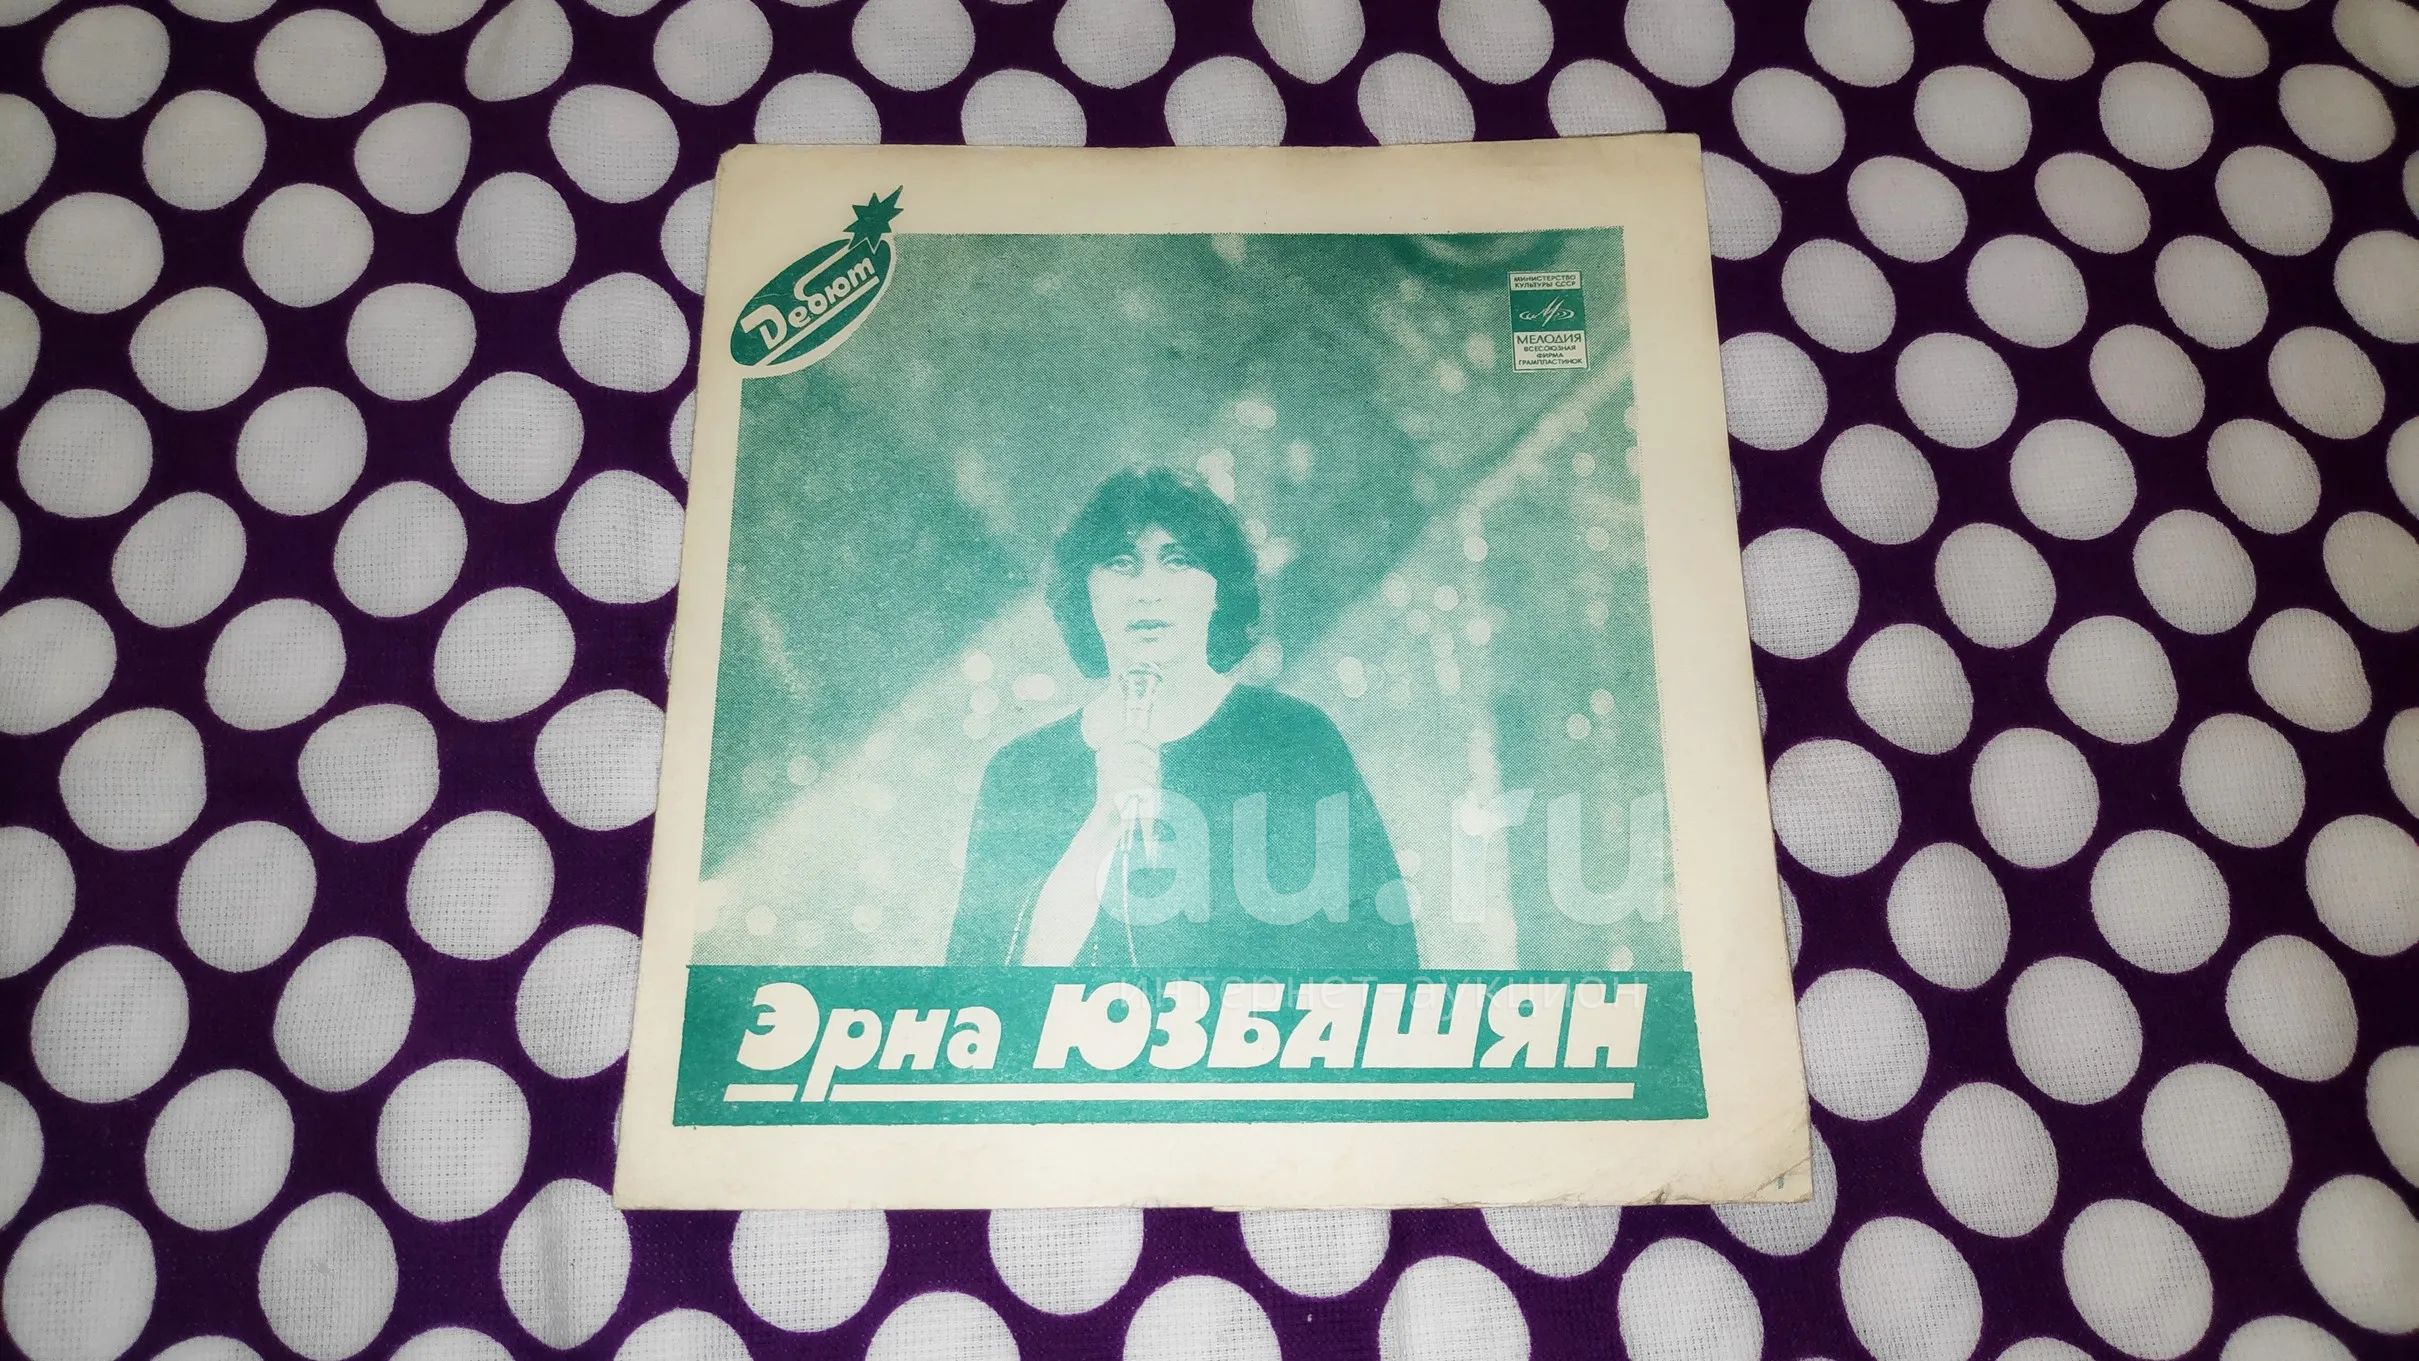 Дебют
МИНИСТЕРСТВО
КУЛЬТУРЫ СССР
МЕЛОДИЯ
ВСЕСОЮЗНАЯ
ФИРМА
ГРАМПЛАСТИНОК
au.ru
интернет-аукцион
Эрна ЮЗБАШЯН